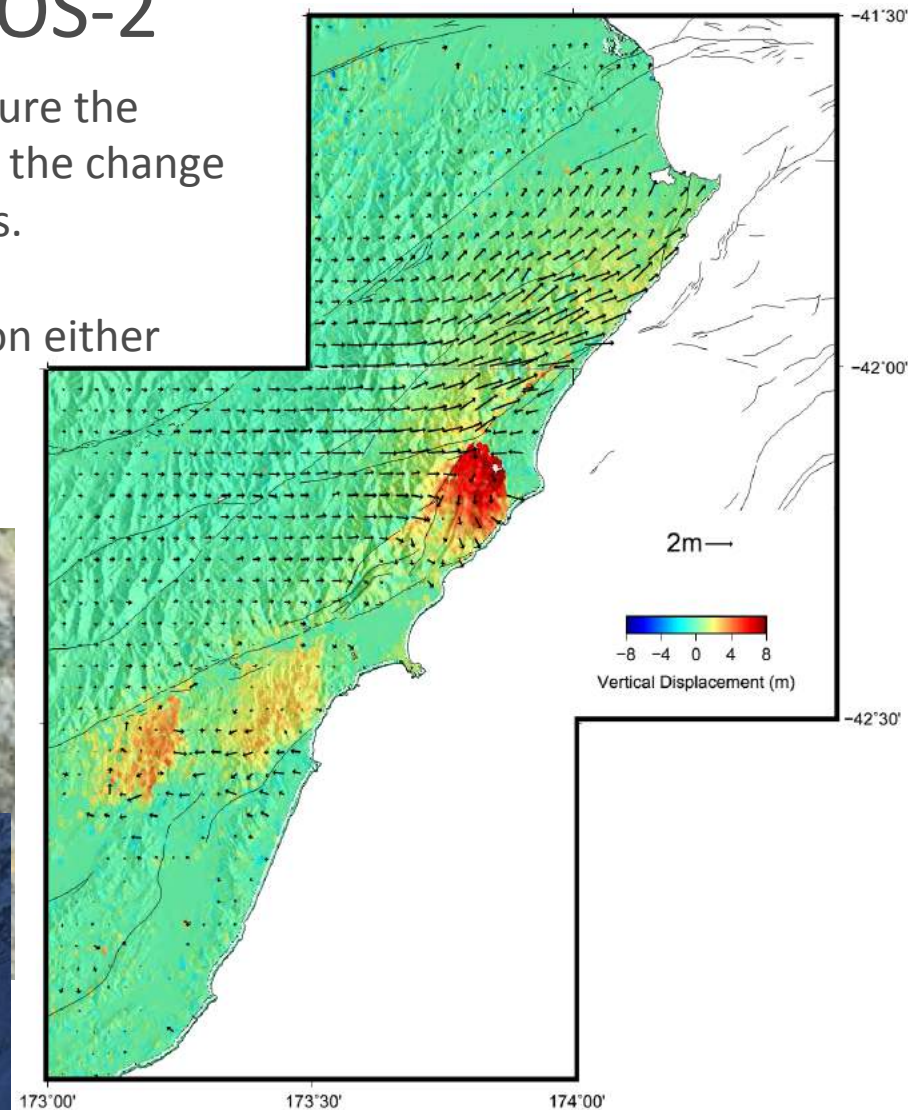 OS-2
ure the
the change
s.
on either
−41˚30'
−42˚00'
2m
−8 −4 0 4 8
Vertical Displacement (m)
−42˚30'
173˚00' 173˚30' 174˚00'